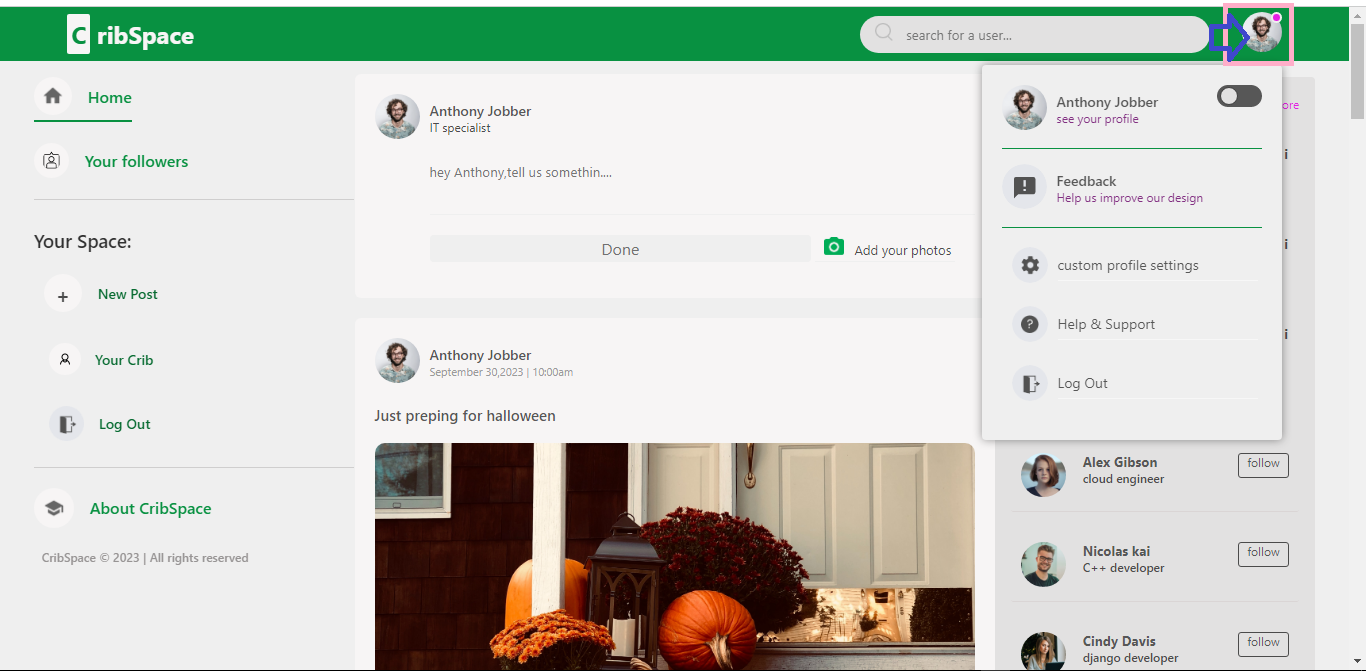 CribSpace
search for a user...
Home
Your followers
Your Space:
New Post
Your Crib
Log Out
About CribSpace
CribSpace © 2023 | All rights reserved
Anthony Jobber
IT specialist
hey Anthony,tell us somethin....
Done
Add your photos
Anthony Jobber
September 30,2023 | 10:00am
Just preping for halloween
Anthony Jobber
see your profile
Feedback
Help us improve our design
custom profile settings
Help & Support
Log Out
ore
i
i
i
Alex Gibson
cloud engineer
follow
Nicolas kai
C++ developer
follow
Cindy Davis
django developer
follow